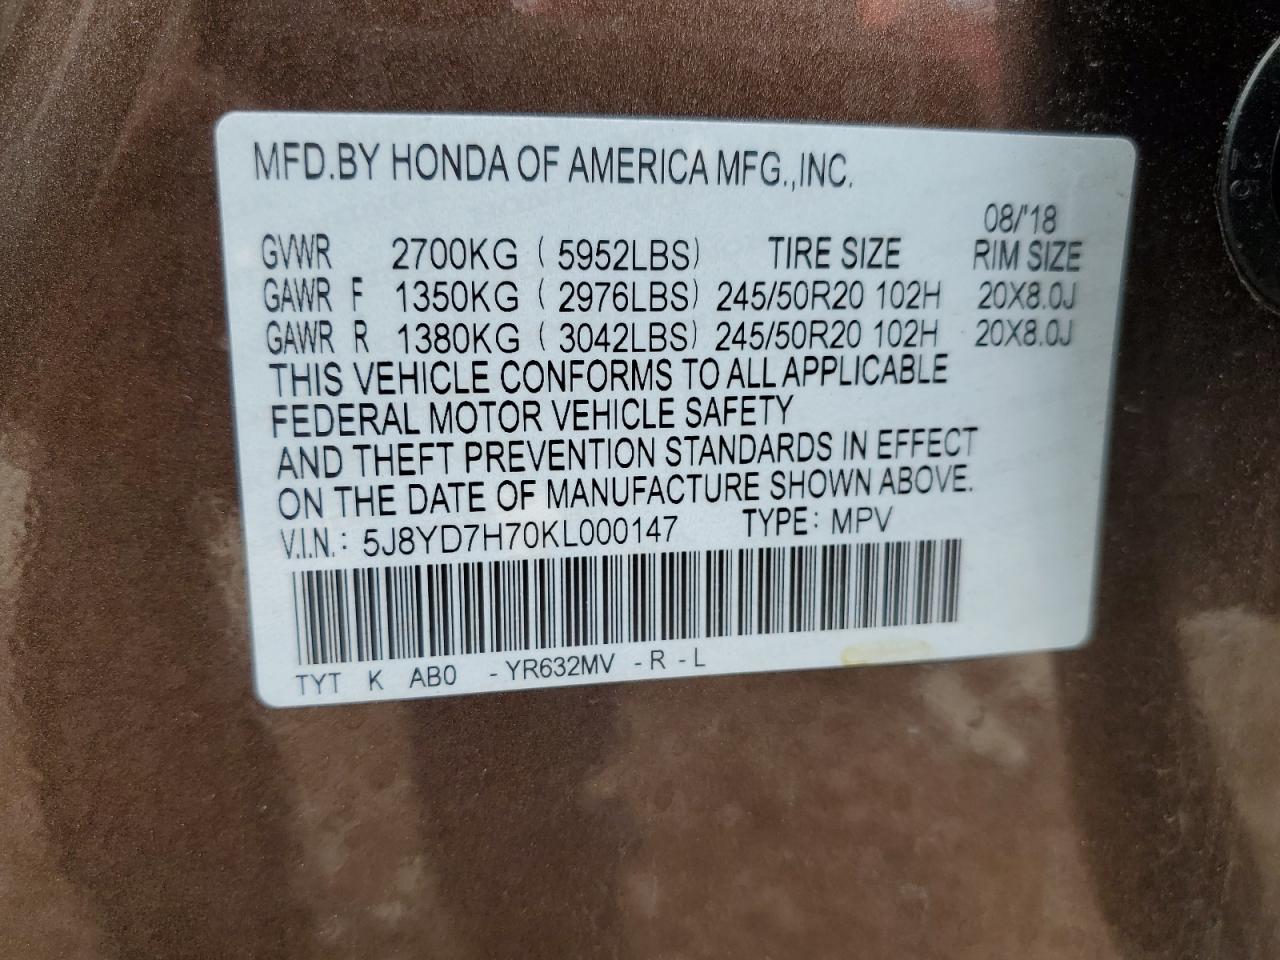 MFD.BY HONDA OF AMERICA MFG.,INC.
08/'18
GVWR 2700KG ( 5952LBS) TIRE SIZE RIM SIZE
GAWR F 1350KG ( 2976LBS) 245/50R20 102H 20X8.0J
GAWR R 1380KG ( 3042LBS) 245/50R20 102H 20X8.0J
THIS VEHICLE CONFORMS TO ALL APPLICABLE
FEDERAL MOTOR VEHICLE SAFETY
AND THEFT PREVENTION STANDARDS IN EFFECT
ON THE DATE OF MANUFACTURE SHOWN ABOVE.
V.I.N.: 5J8YD7H70KL000147 TYPE: MPV
TYT K AB0 -YR632MV -R -L